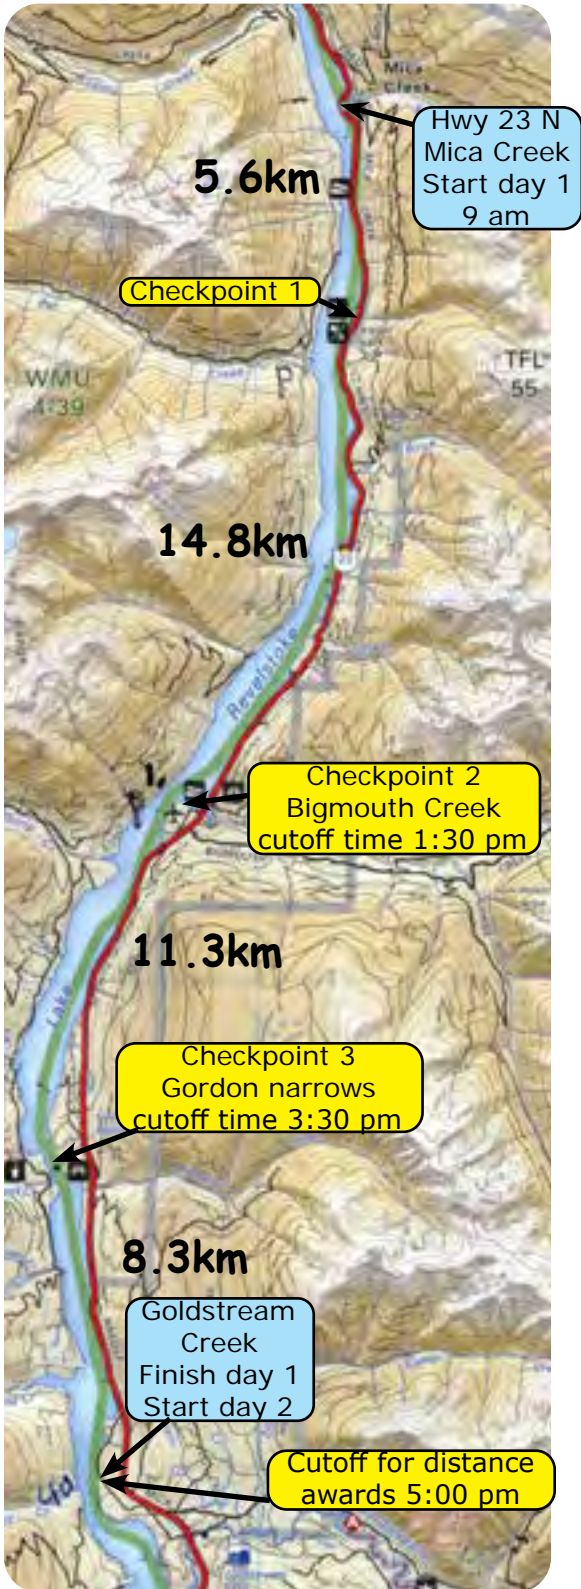 Mica
Creek
Hwy 23 N
Mica Creek
Start day 1
9 am
5.6km
Checkpoint 1
WMU
4-39
TFL
55
14.8km
Revelstoke
Checkpoint 2
Bigmouth Creek
cutoff time 1:30 pm
11.3km
Lake
Checkpoint 3
Gordon narrows
cutoff time 3:30 pm
8.3km
Goldstream
Creek
Finish day 1
Start day 2
Cutoff for distance
awards 5:00 pm